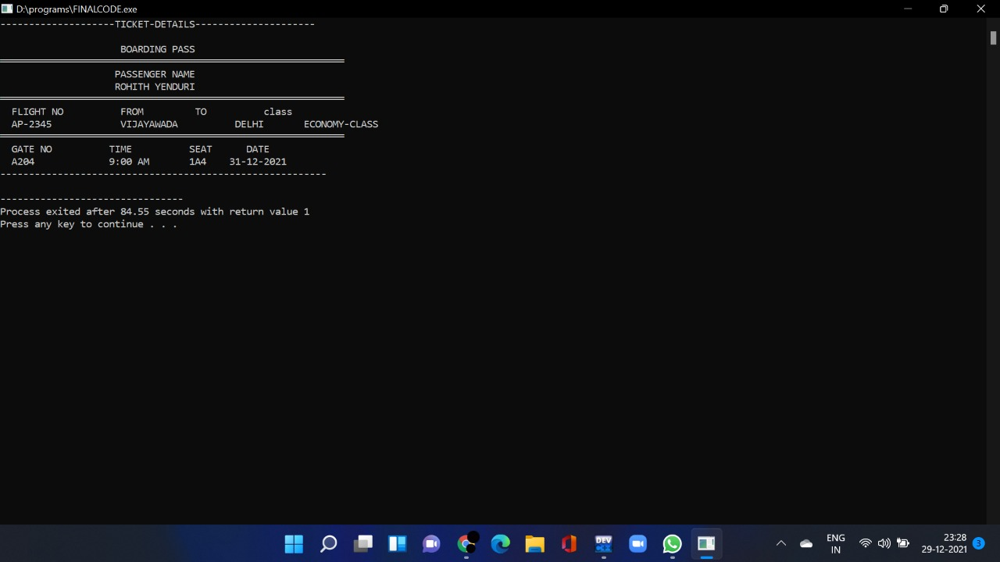 D:\programs\FINALCODE.exe
--------------------TICKET-DETAILS---------------------
BOARDING PASS
PASSENGER NAME
ROHITH YENDURI
FLIGHT NO FROM TO class
AP-2345 VIJAYAWADA DELHI ECONOMY-CLASS
GATE NO TIME SEAT DATE
A204 9:00 AM 1A4 31-12-2021
---------------------------------------------------------
--------------------------------
Process exited after 84.55 seconds with return value 1
Press any key to continue . . .
DEV
C++
ENG
IN
23:28
29-12-2021
3